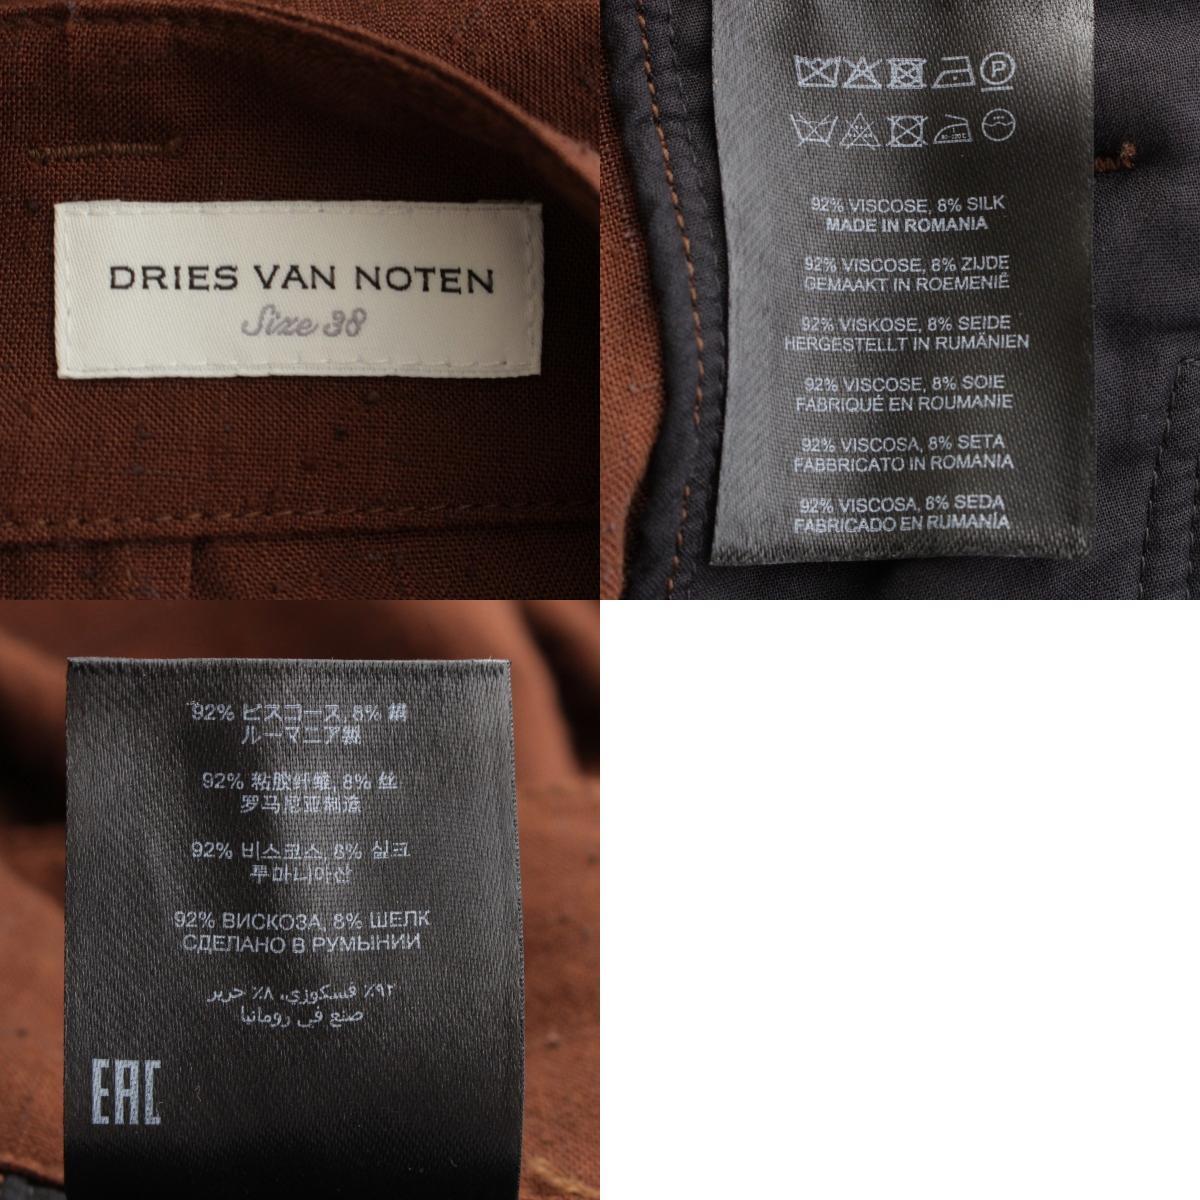 DRIES VAN NOTEN
Size 38
P
92% VISCOSE, 8% SILK
MADE IN ROMANIA
92% VISCOSE, 8% ZIJDE
GEMAAKT IN ROEMENIË
92% VISKOSE, 8% SEIDE
HERGESTELLT IN RUMÄNIEN
92% VISCOSE, 8% SOIE
FABRIQUÉ EN ROUMANIE
92% VISCOSA, 8% SETA
FABBRICATO IN ROMANIA
92% VISCOSA, 8% SEDA
FABRICADO EN RUMANÍA
92% ビスコース, 8% 絹
ルーマニア製
92% 粘胶纤维, 8% 丝
罗马尼亚制造
92% 비스코스, 8% 실크
루마니아산
92% ВИСКОЗА, 8% ШЕЛК
СДЕЛАНО В РУМЫНИИ
٩٢٪ فسكوزي، ٨٪ حرير
صنع في رومانيا
EAC